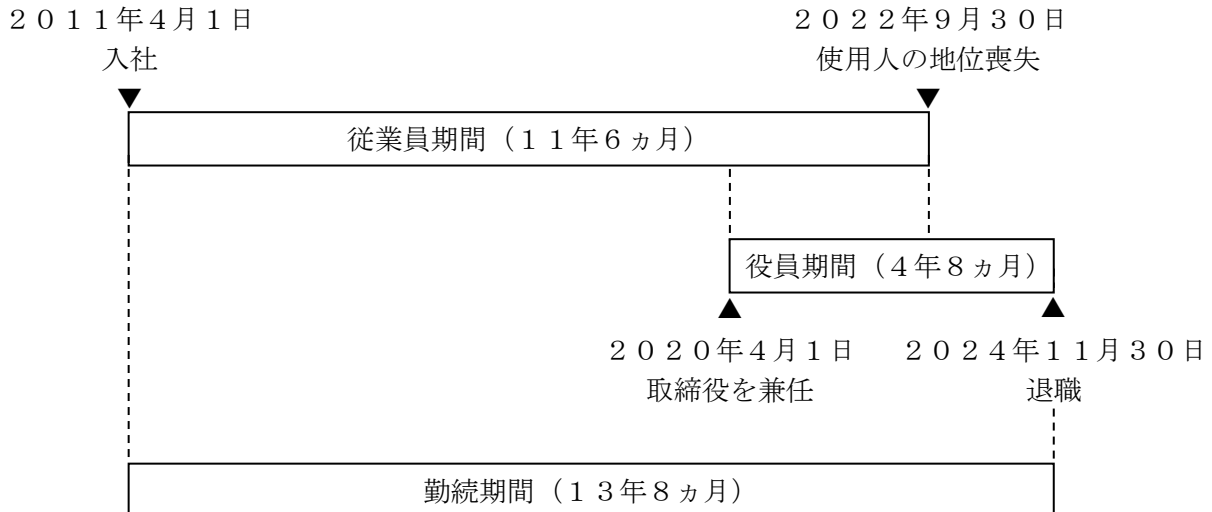 ２０１１年４月１日
２０２２年９月３０日
入社
使用人の地位喪失
従業員期間（１１年６ヵ月）
役員期間（４年８ヵ月）
２０２０年４月１日
２０２４年１１月３０日
取締役を兼任
退職
勤続期間（１３年８ヵ月）